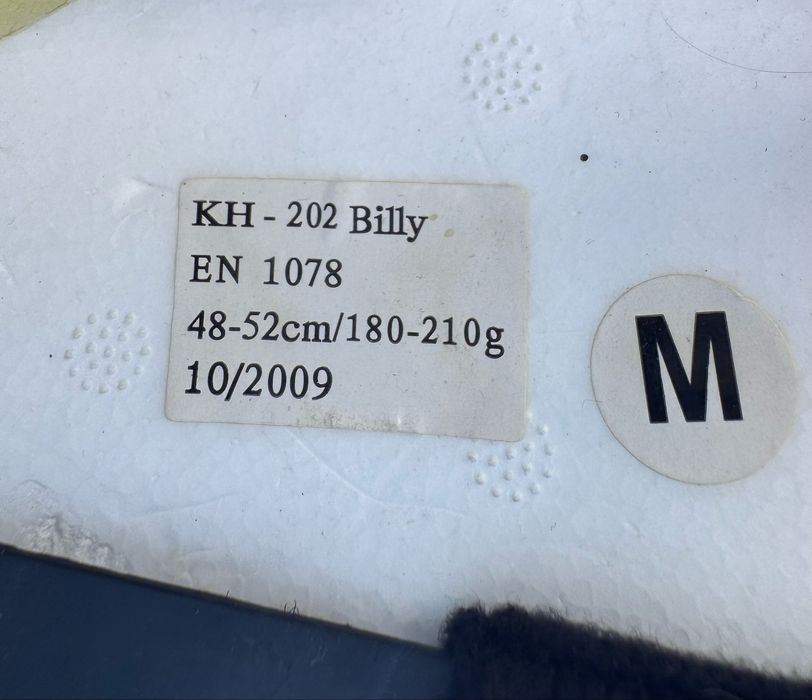 KH - 202 Billy
EN 1078
48-52cm/180-210g
10/2009
M